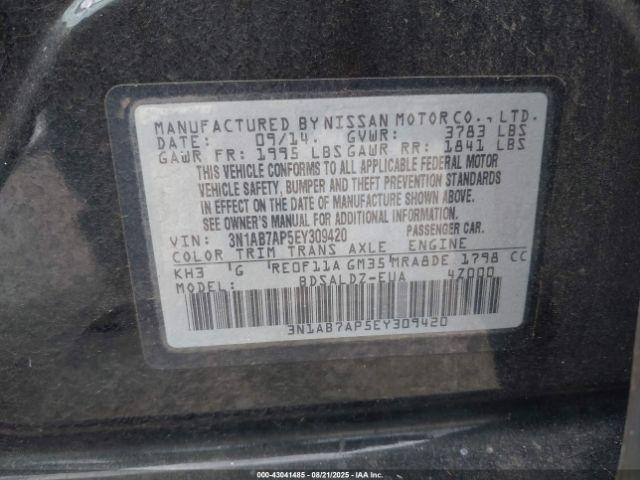 MANUFACTURED BY NISSAN MOTOR CO., LTD.
DATE: 09/14. GVWR: 3783 LBS
GAWR FR: 1995 LBS GAWR RR: 1841 LBS
THIS VEHICLE CONFORMS TO ALL APPLICABLE FEDERAL MOTOR
VEHICLE SAFETY, BUMPER AND THEFT PREVENTION STANDARDS
IN EFFECT ON THE DATE OF MANUFACTURE SHOWN ABOVE.
SEE OWNER'S MANUAL FOR ADDITIONAL INFORMATION.
VIN: 3N1AB7AP5EY309420 PASSENGER CAR.
COLOR TRIM TRANS AXLE ENGINE
KH3 G RE0F11A GM35 MRA8DE 1798 CC
MODEL: BDSALDZ-EUA 4Z000
3N1AB7AP5EY309420
000-43041485 - 08/21/2025 - IAA Inc.